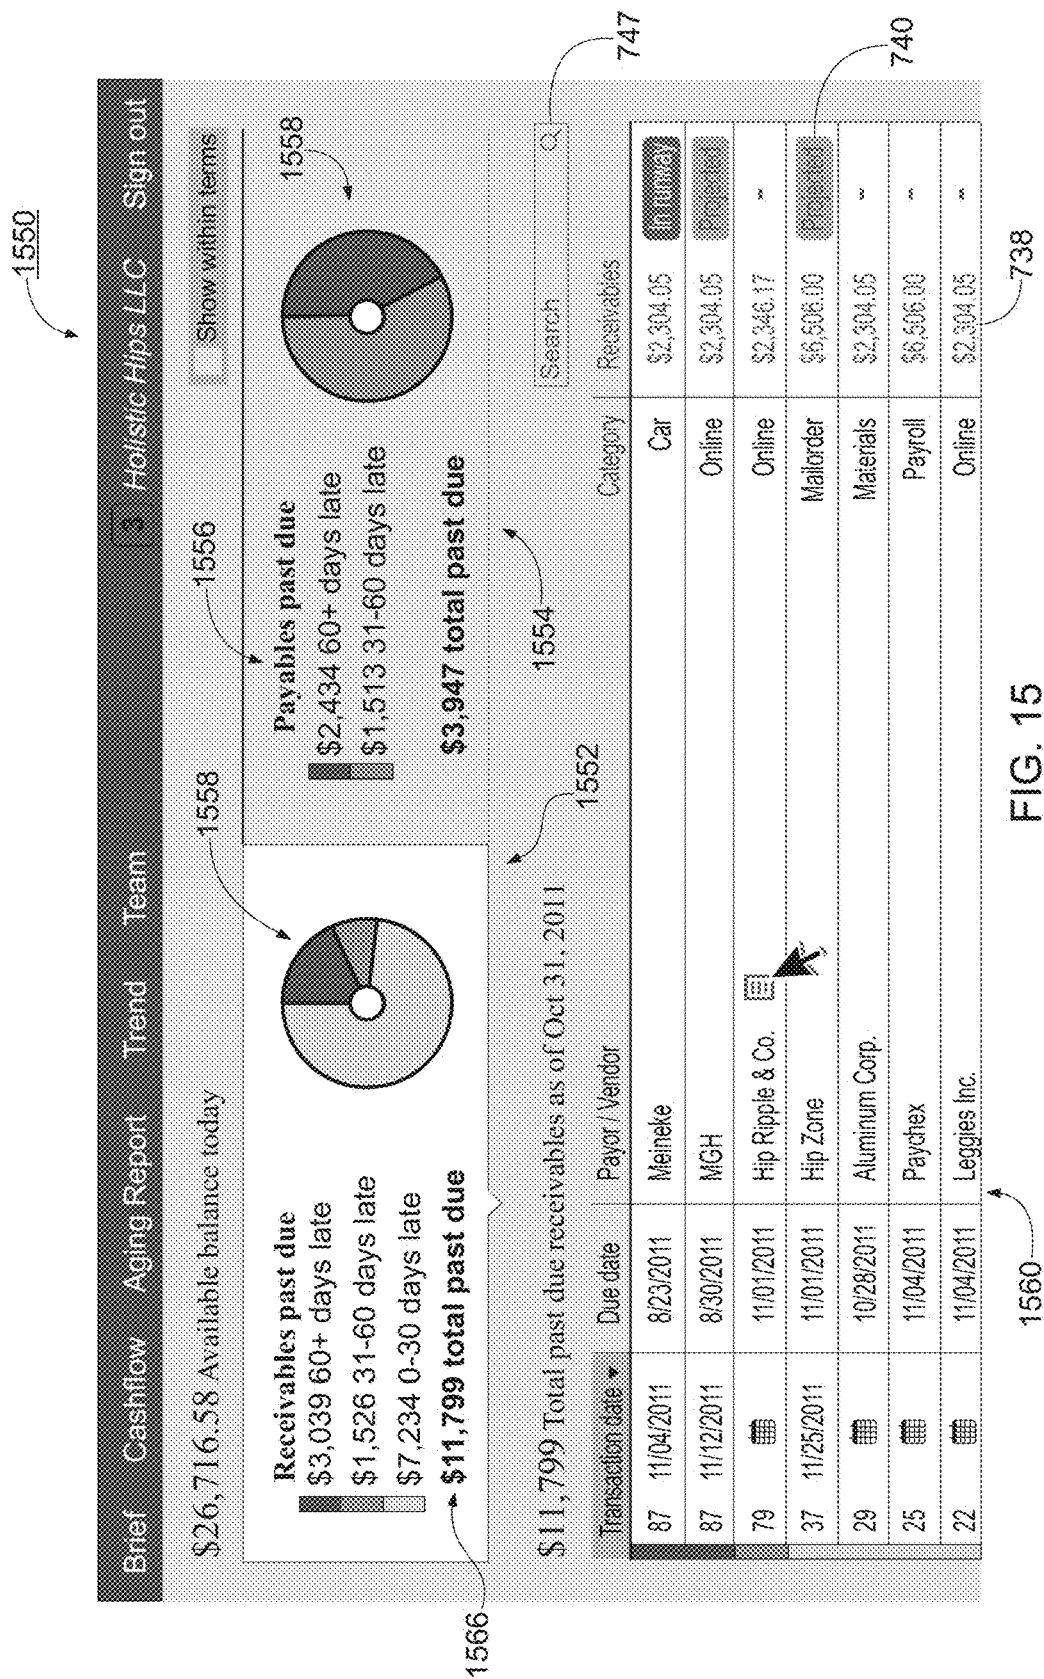 1550
Brief Cashflow Aging Report Trend Team 3 Holistic Hips LLC Sign out
$26,716.58 Available balance today
Show within terms
1558
1556
1558
Receivables past due
$3,039 60+ days late
$1,526 31-60 days late
$7,234 0-30 days late
$11,799 total past due
1566
Payables past due
$2,434 60+ days late
$1,513 31-60 days late
$3,947 total past due
1552
1554
$11,799 Total past due receivables as of Oct 31, 2011
Search
747
Transaction date Due date Payor / Vendor Category Receivables
87 11/04/2011 8/23/2011 Meineke Car $2,304.05 In runway
87 11/12/2011 8/30/2011 MGH Online $2,304.05 Projected
79 11/01/2011 Hip Ripple & Co. Online $2,346.17 --
37 11/25/2011 11/01/2011 Hip Zone Mailorder $6,506.00 Projected
740
29 10/28/2011 Aluminum Corp. Materials $2,304.05 --
25 11/04/2011 Paychex Payroll $6,506.00 --
22 11/04/2011 Leggies Inc. Online $2,304.05 --
738
1560
FIG. 15